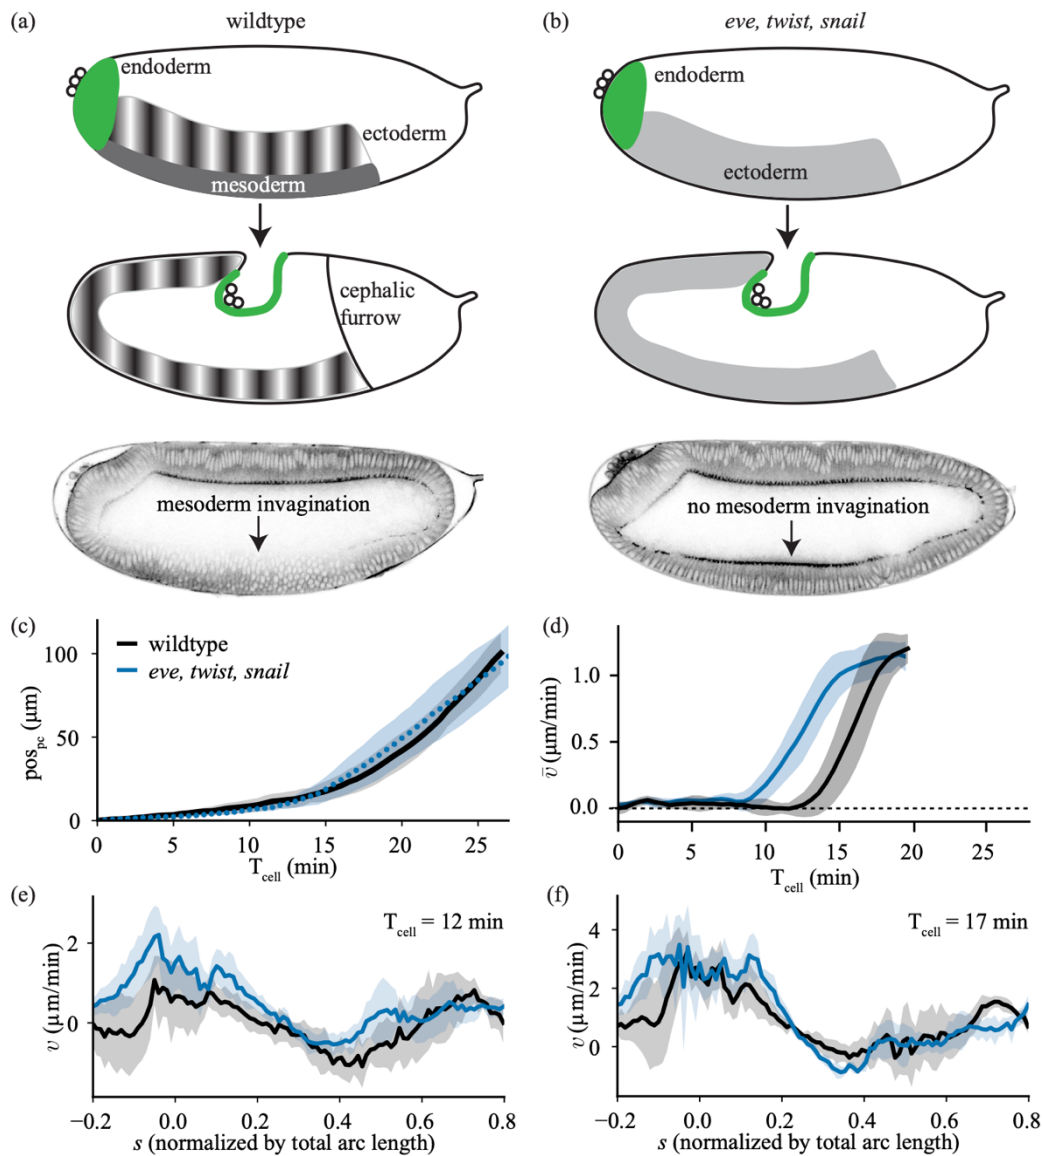 (a)
wildtype
endoderm
ectoderm
mesoderm
cephalic
furrow
mesoderm invagination
(b)
eve, twist, snail
endoderm
ectoderm
no mesoderm invagination
(c)
wildtype
eve, twist, snail
100
50
0
pos_pc (μm)
0 5 10 15 20 25
T_cell (min)
(d)
1.0
0.5
0.0
v̄ (μm/min)
0 5 10 15 20 25
T_cell (min)
(e)
T_cell = 12 min
2
0
v (μm/min)
−0.2 0.0 0.2 0.4 0.6 0.8
s (normalized by total arc length)
(f)
T_cell = 17 min
4
2
0
v (μm/min)
−0.2 0.0 0.2 0.4 0.6 0.8
s (normalized by total arc length)